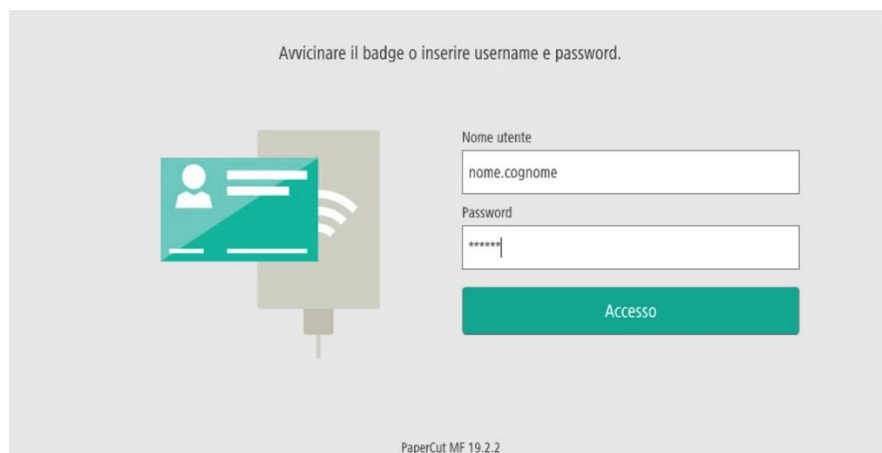 Avvicinare il badge o inserire username e password.
Nome utente
nome.cognome
Password
******
Accesso
PaperCut MF 19.2.2